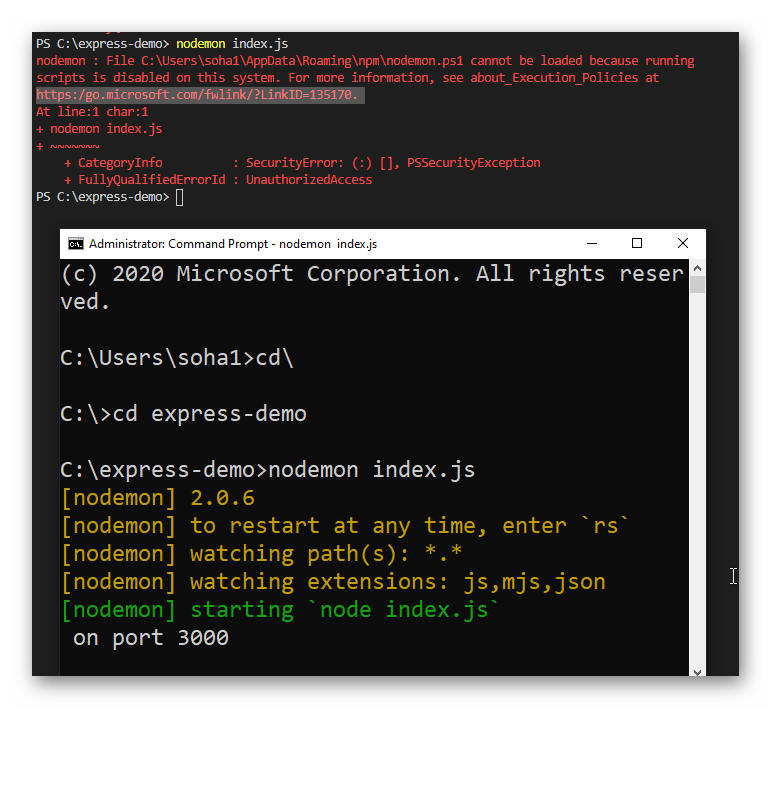 PS C:\express-demo> nodemon index.js
nodemon : File C:\Users\soha1\AppData\Roaming\npm\nodemon.ps1 cannot be loaded because running
scripts is disabled on this system. For more information, see about_Execution_Policies at
https:/go.microsoft.com/fwlink/?LinkID=135170.
At line:1 char:1
+ nodemon index.js
+ ~~~~~~~
+ CategoryInfo : SecurityError: (:) [], PSSecurityException
+ FullyQualifiedErrorId : UnauthorizedAccess
PS C:\express-demo>
Administrator: Command Prompt - nodemon index.js
(c) 2020 Microsoft Corporation. All rights reser
ved.
C:\Users\soha1>cd\
C:\>cd express-demo
C:\express-demo>nodemon index.js
[nodemon] 2.0.6
[nodemon] to restart at any time, enter `rs`
[nodemon] watching path(s): *.*
[nodemon] watching extensions: js,mjs,json
[nodemon] starting `node index.js`
on port 3000